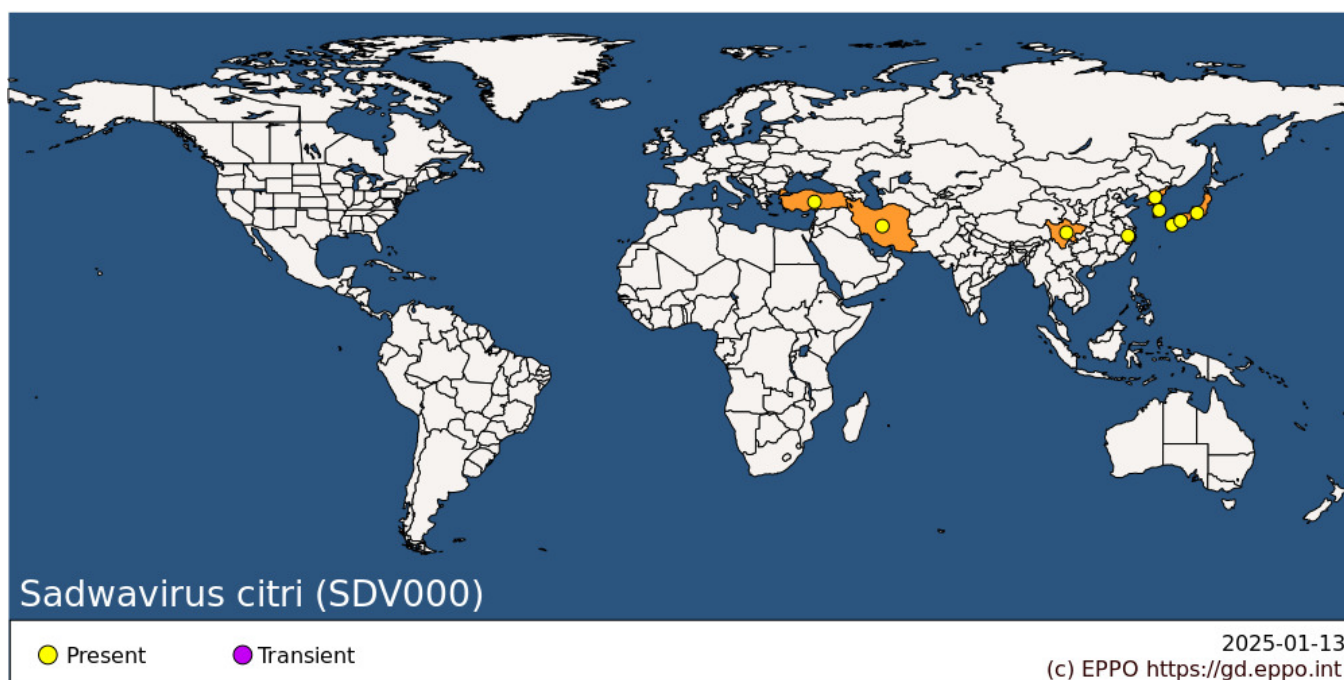 Sadwavirus citri (SDV000)
Present
Transient
2025-01-13
(c) EPPO https://gd.eppo.int